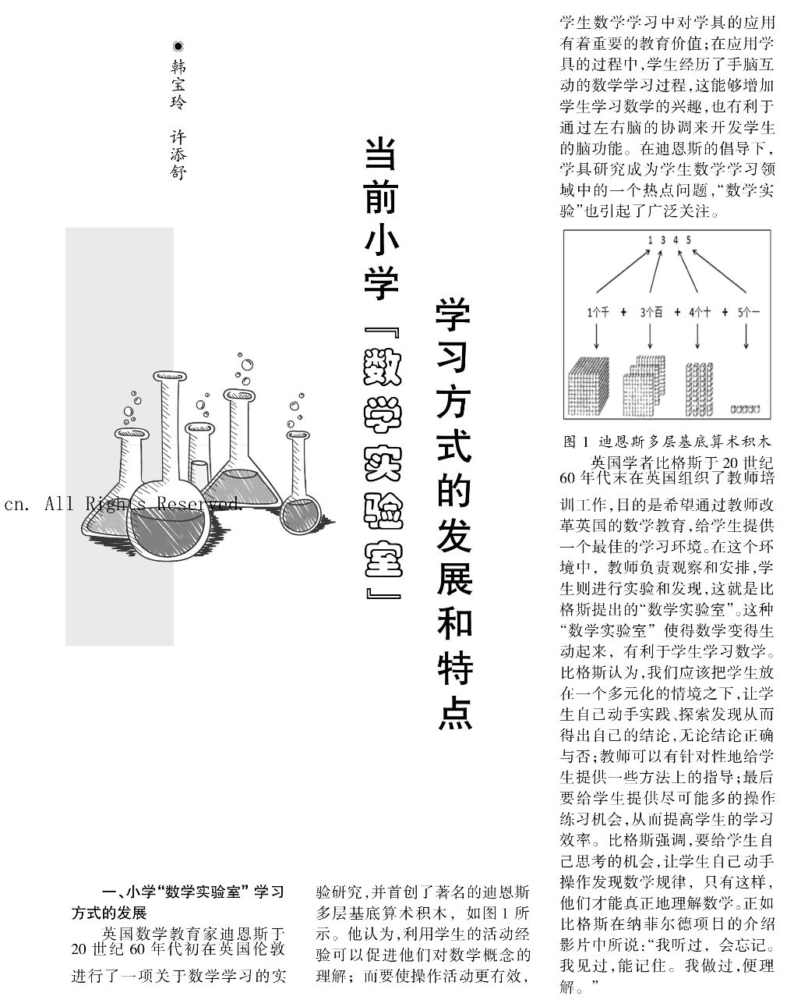 当前小学『数学实验室』
学习方式的发展和特点
●韩宝玲 许添舒
cn. All Rights Reserved.
一、小学“数学实验室”学习
方式的发展
英国数学教育家迪恩斯于
20 世纪 60 年代初在英国伦敦
进行了一项关于数学学习的实
验研究,并首创了著名的迪恩斯
多层基底算术积木，如图 1 所
示。他认为,利用学生的活动经
验可以促进他们对数学概念的
理解；而要使操作活动更有效，
学生数学学习中对学具的应用
有着重要的教育价值;在应用学
具的过程中,学生经历了手脑互
动的数学学习过程,这能够增加
学生学习数学的兴趣,也有利于
通过左右脑的协调来开发学生
的脑功能。在迪恩斯的倡导下，
学具研究成为学生数学学习领
域中的一个热点问题,“数学实
验”也引起了广泛关注。
1 3 4 5
1个千 + 3个百 + 4个十 + 5个一
图 1 迪恩斯多层基底算术积木
英国学者比格斯于 20 世纪
60 年代末在英国组织了教师培
训工作,目的是希望通过教师改
革英国的数学教育,给学生提供
一个最佳的学习环境。在这个环
境中，教师负责观察和安排,学
生则进行实验和发现,这就是比
格斯提出的“数学实验室”。这种
“数学实验室”使得数学变得生
动起来，有利于学生学习数学。
比格斯认为,我们应该把学生放
在一个多元化的情境之下,让学
生自己动手实践、探索发现从而
得出自己的结论,无论结论正确
与否;教师可以有针对性地给学
生提供一些方法上的指导;最后
要给学生提供尽可能多的操作
练习机会,从而提高学生的学习
效率。比格斯强调,要给学生自
己思考的机会,让学生自己动手
操作发现数学规律，只有这样，
他们才能真正地理解数学。正如
比格斯在纳菲尔德项目的介绍
影片中所说:“我听过，会忘记。
我见过,能记住。我做过,便理
解。”